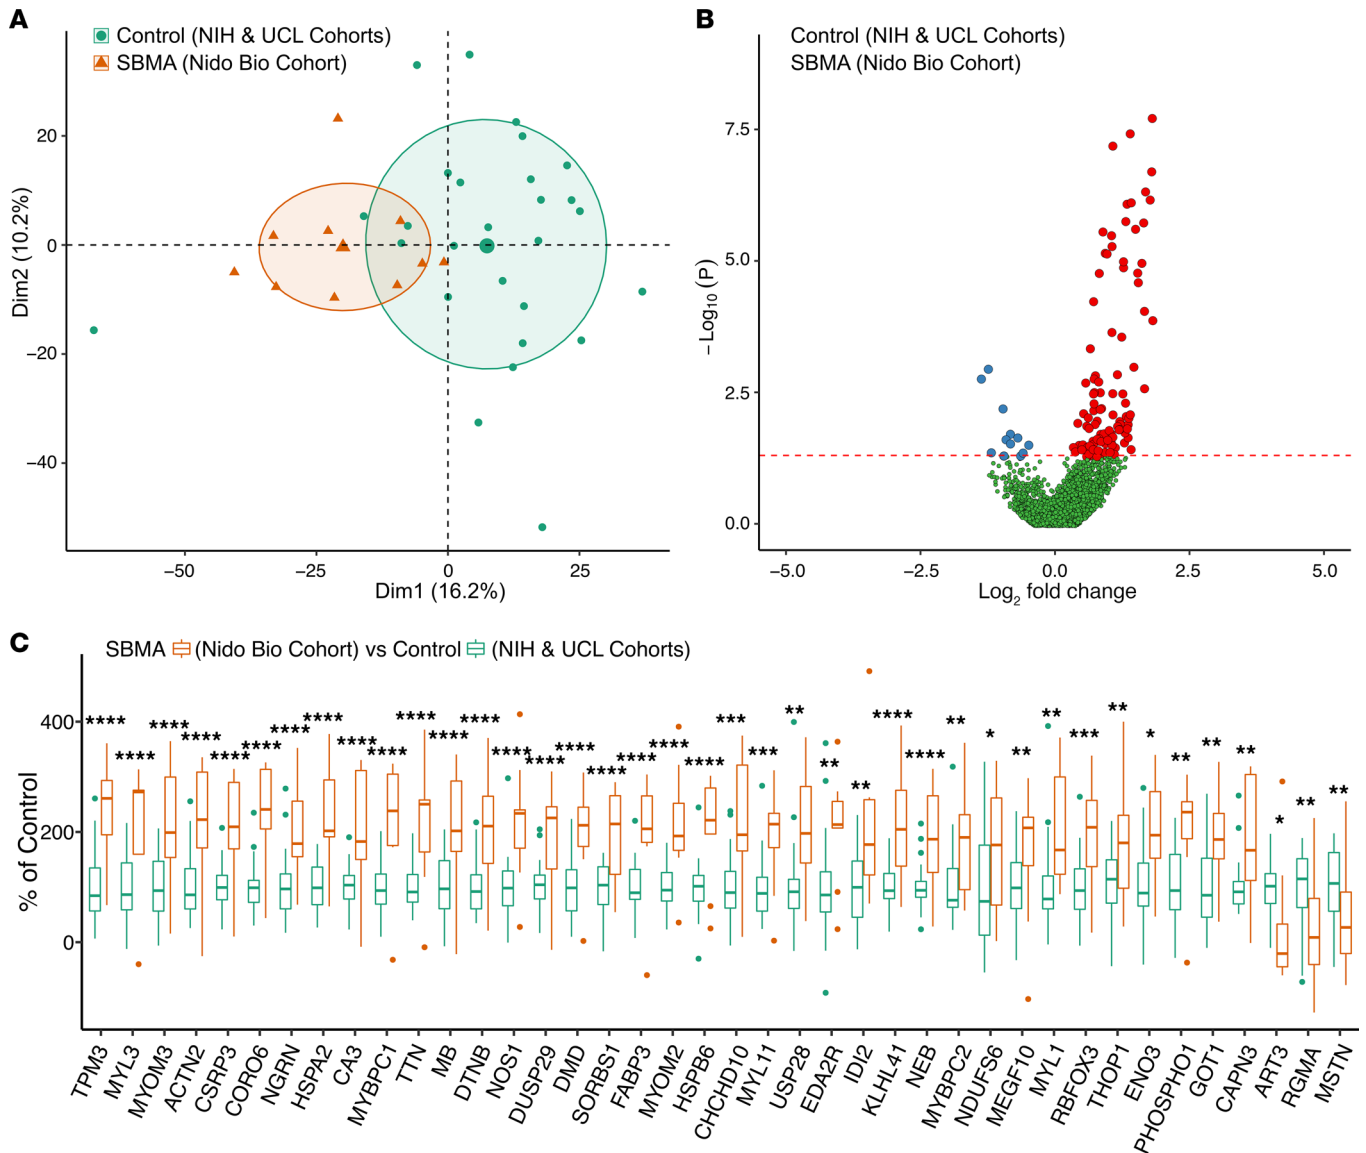 A
Control (NIH & UCL Cohorts)
SBMA (Nido Bio Cohort)
20
0
−20
−40
Dim2 (10.2%)
−50
−25
0
25
Dim1 (16.2%)
B
Control (NIH & UCL Cohorts)
SBMA (Nido Bio Cohort)
7.5
5.0
2.5
0.0
−Log10 (P)
−5.0
−2.5
0.0
2.5
5.0
Log2 fold change
C
SBMA (Nido Bio Cohort) vs Control (NIH & UCL Cohorts)
400
200
0
% of Control
**** **** **** **** **** **** **** **** **** **** **** **** **** **** **** **** **** **** **** **** *** *** ** ** ** **** **** ** * ** ** *** ** * ** ** ** * ** **
TPM3
MYL3
MYOM3
ACTN2
CSRP3
CORO6
NGRN
HSPA2
CA3
MYBPC1
TTN
MB
DTNB
NOS1
DUSP29
DMD
SORBS1
FABP3
MYOM2
HSPB6
CHCHD10
MYL11
USP28
EDA2R
IDI2
KLHL41
NEB
MYBPC2
NDUFS6
MEGF10
MYL1
RBFOX3
THOP1
ENO3
PHOSPHO1
GOT1
CAPN3
ART3
RGMA
MSTN